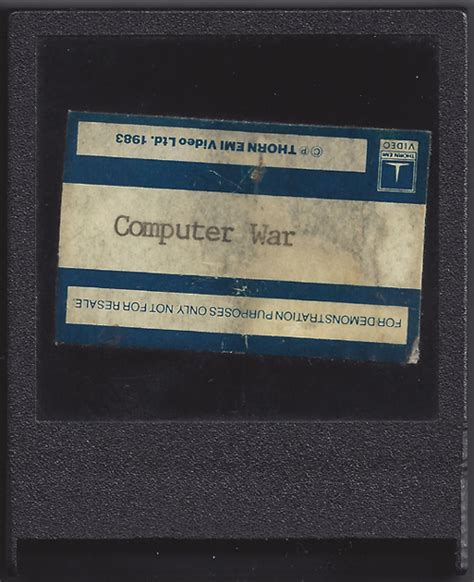 © ℗ THORN EMI Video Ltd. 1983
THORN EMI
VIDEO
Computer War
FOR DEMONSTRATION PURPOSES ONLY NOT FOR RESALE.